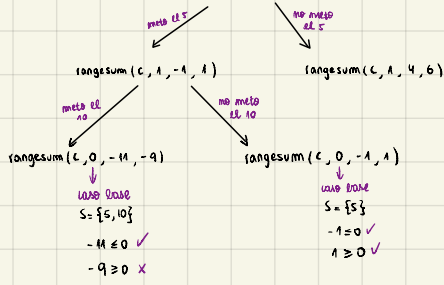 meto el 5
no meto
el 5
rangesum(C, 1, -1, 1)
rangesum(C, 1, 4, 6)
meto el
10
no meto
el 10
rangesum(C, 0, -11, -9)
rangesum(C, 0, -1, 1)
caso base
S={5,10}
-11 ≤ 0 ✓
-9 ≥ 0 x
caso base
S={5}
-1 ≤ 0 ✓
1 ≥ 0 ✓